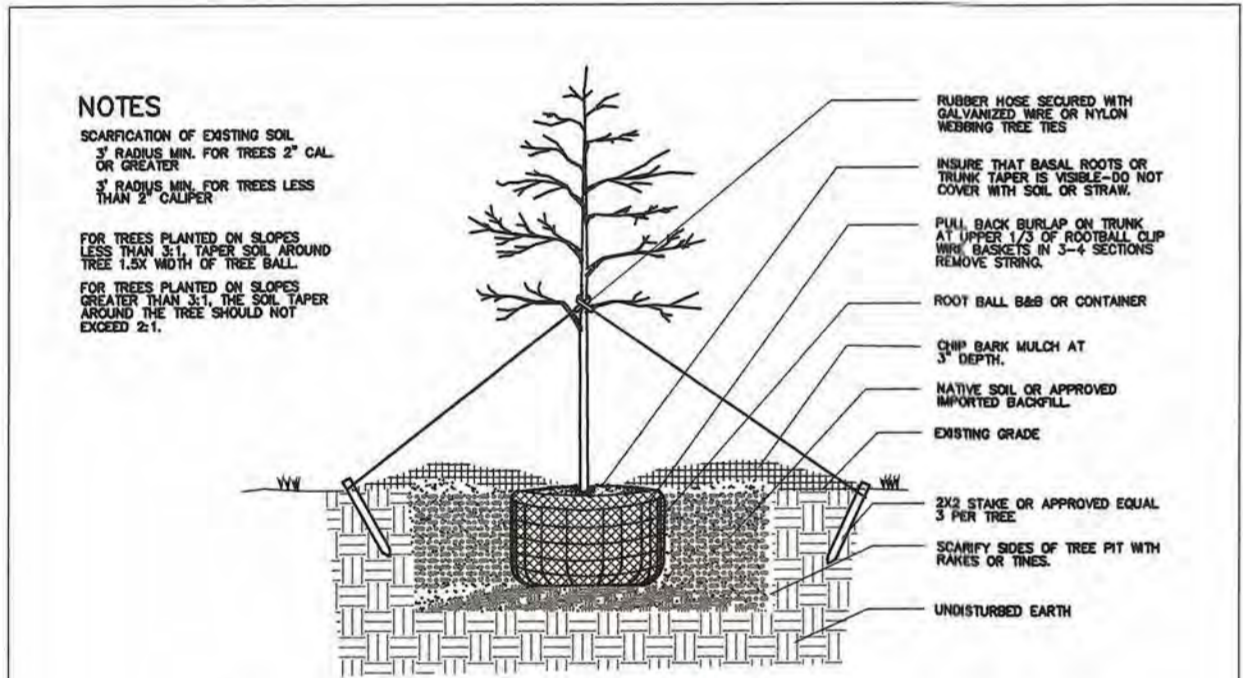 NOTES
SCARFICATION OF EXISTING SOIL
3' RADIUS MIN. FOR TREES 2" CAL.
OR GREATER
3' RADIUS MIN. FOR TREES LESS
THAN 2" CALIPER
FOR TREES PLANTED ON SLOPES
LESS THAN 3:1, TAPER SOIL AROUND
TREE 1.5X WIDTH OF TREE BALL.
FOR TREES PLANTED ON SLOPES
GREATER THAN 3:1, THE SOIL TAPER
AROUND THE TREE SHOULD NOT
EXCEED 2:1.
RUBBER HOSE SECURED WITH
GALVANIZED WIRE OR NYLON
WEBBING TREE TIES
INSURE THAT BASAL ROOTS OR
TRUNK TAPER IS VISIBLE-DO NOT
COVER WITH SOIL OR STRAW.
PULL BACK BURLAP ON TRUNK
AT UPPER 1/3 OF ROOTBALL CLIP
WIRE BASKETS IN 3-4 SECTIONS
REMOVE STRING.
ROOT BALL B&B OR CONTAINER
CHIP BARK MULCH AT
3" DEPTH.
NATIVE SOIL OR APPROVED
IMPORTED BACKFILL.
EXISTING GRADE
2X2 STAKE OR APPROVED EQUAL
3 PER TREE
SCARIFY SIDES OF TREE PIT WITH
RAKES OR TINES.
UNDISTURBED EARTH